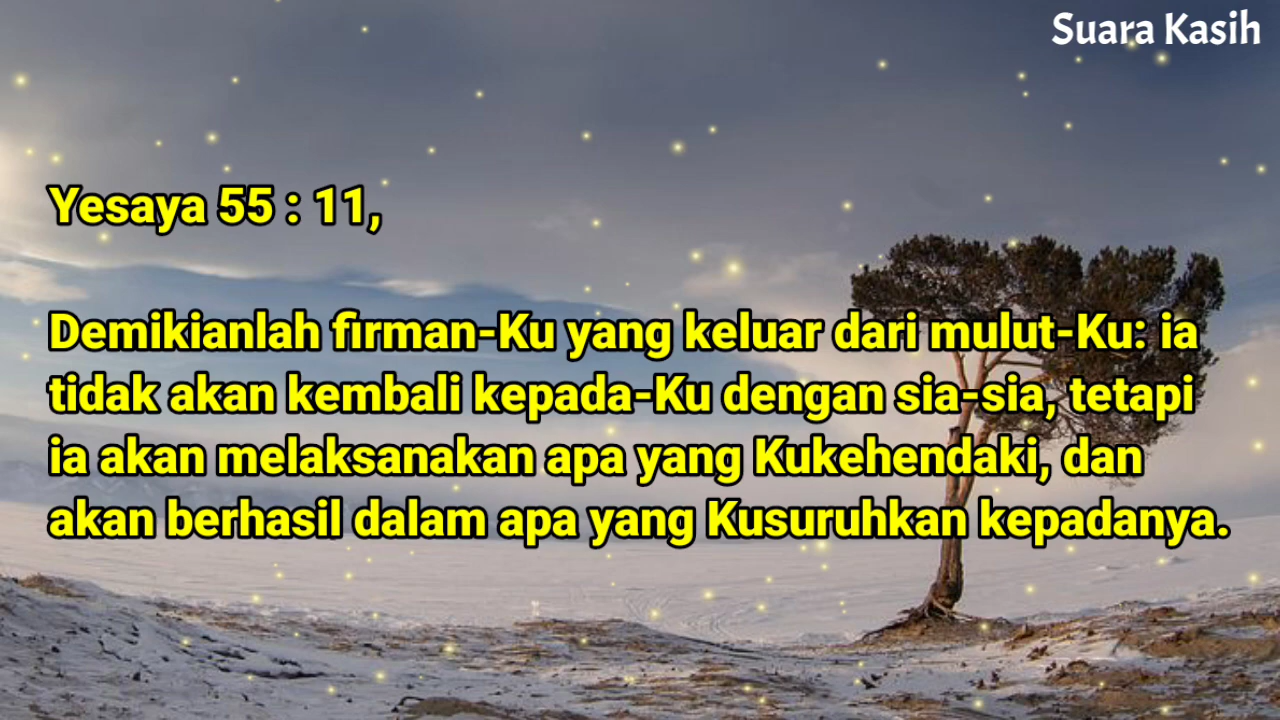 Suara Kasih
Yesaya 55 : 11,
Demikianlah firman-Ku yang keluar dari mulut-Ku: ia
tidak akan kembali kepada-Ku dengan sia-sia, tetapi
ia akan melaksanakan apa yang Kukehendaki, dan
akan berhasil dalam apa yang Kusuruhkan kepadanya.